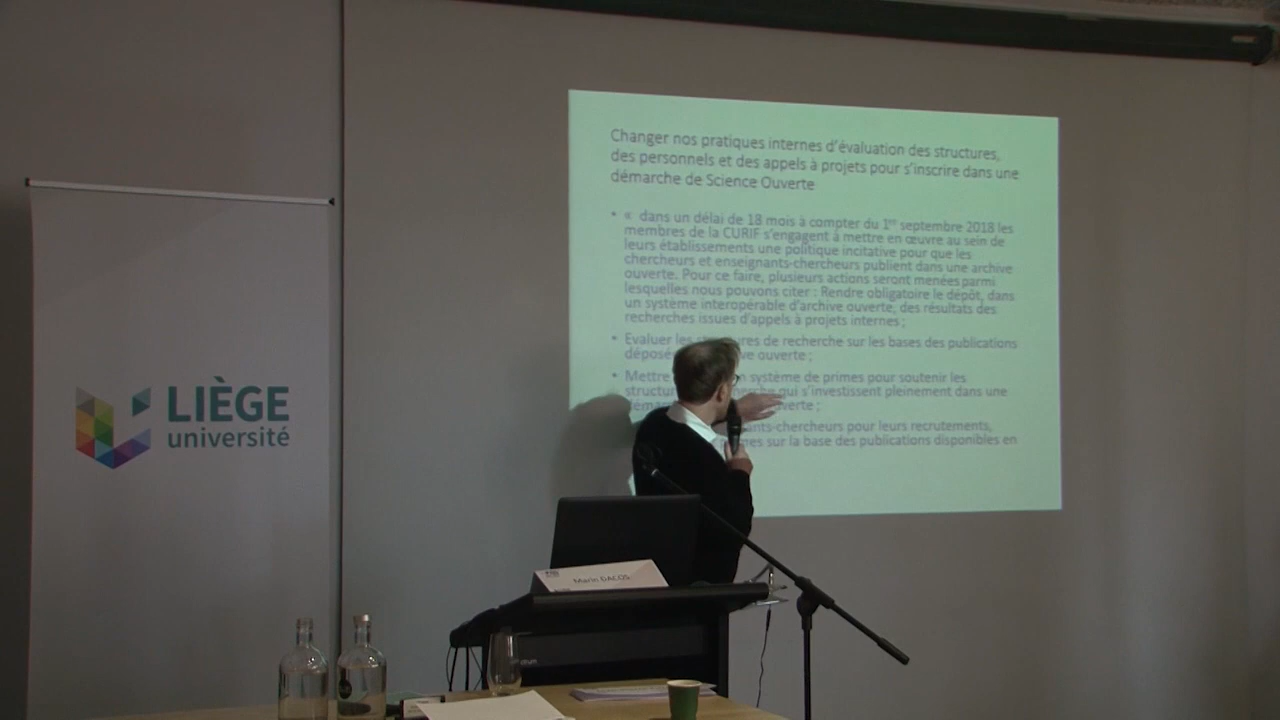 LIÈGE
université
Changer nos pratiques internes d'évaluation des structures,
des personnels et des appels à projets pour s'inscrire dans une
démarche de Science Ouverte
• « dans un délai de 18 mois à compter du 1er septembre 2018 les
membres de la CURIF s'engagent à mettre en œuvre au sein de
leurs établissements une politique incitative pour que les
chercheurs et enseignants-chercheurs publient dans une archive
ouverte. Pour ce faire, plusieurs actions seront menées parmi
lesquelles nous pouvons citer : Rendre obligatoire le dépôt, dans
un système interopérable d'archive ouverte, des résultats des
recherches issues d'appels à projets internes ;
• Evaluer les structures de recherche sur les bases des publications
ouverte ;
• Mettre système de primes pour soutenir les
qui s'investissent pleinement dans une
verte ;
nts-chercheurs pour leurs recrutements,
sur la base des publications disponibles en
Marin DACOS